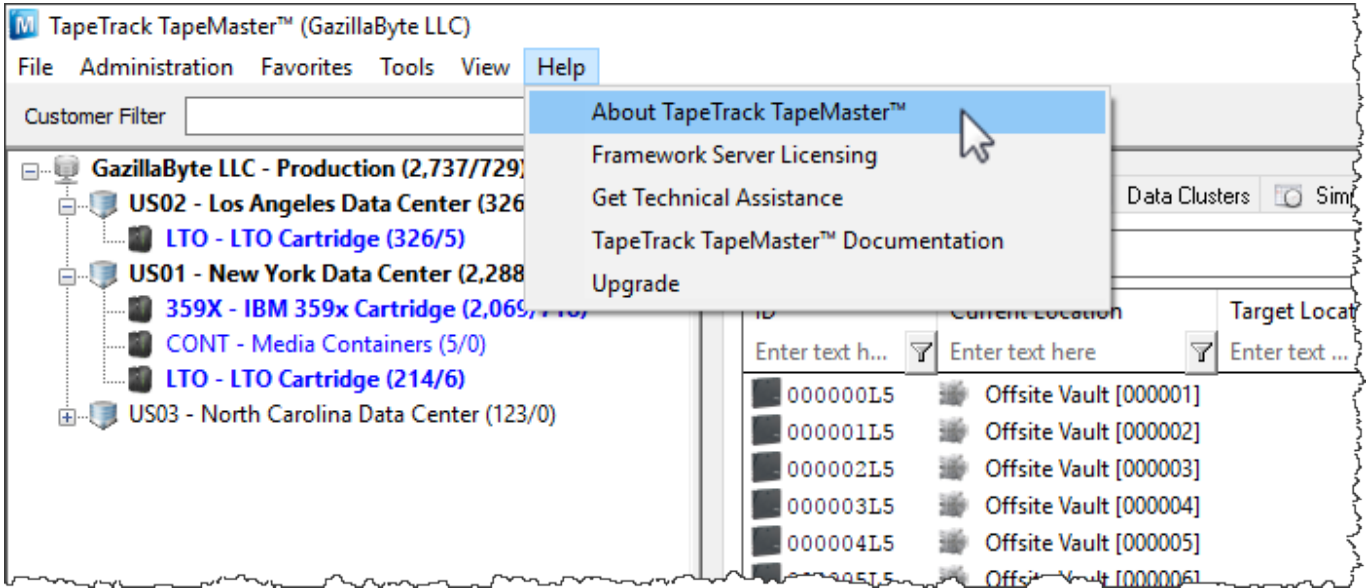 TapeTrack TapeMaster™ (GazillaByte LLC)
File Administration Favorites Tools View Help
Customer Filter
About TapeTrack TapeMaster™
Framework Server Licensing
Get Technical Assistance
TapeTrack TapeMaster™ Documentation
Upgrade
GazillaByte LLC - Production (2,737/729)
US02 - Los Angeles Data Center (326
LTO - LTO Cartridge (326/5)
US01 - New York Data Center (2,288
359X - IBM 359x Cartridge (2,069/718)
CONT - Media Containers (5/0)
LTO - LTO Cartridge (214/6)
US03 - North Carolina Data Center (123/0)
Data Clusters Sim
ID Current Location Target Locat
Enter text h... Enter text here Enter text ...
000000L5 Offsite Vault [000001]
000001L5 Offsite Vault [000002]
000002L5 Offsite Vault [000003]
000003L5 Offsite Vault [000004]
000004L5 Offsite Vault [000005]
000005L5 Offsite Vault [000006]